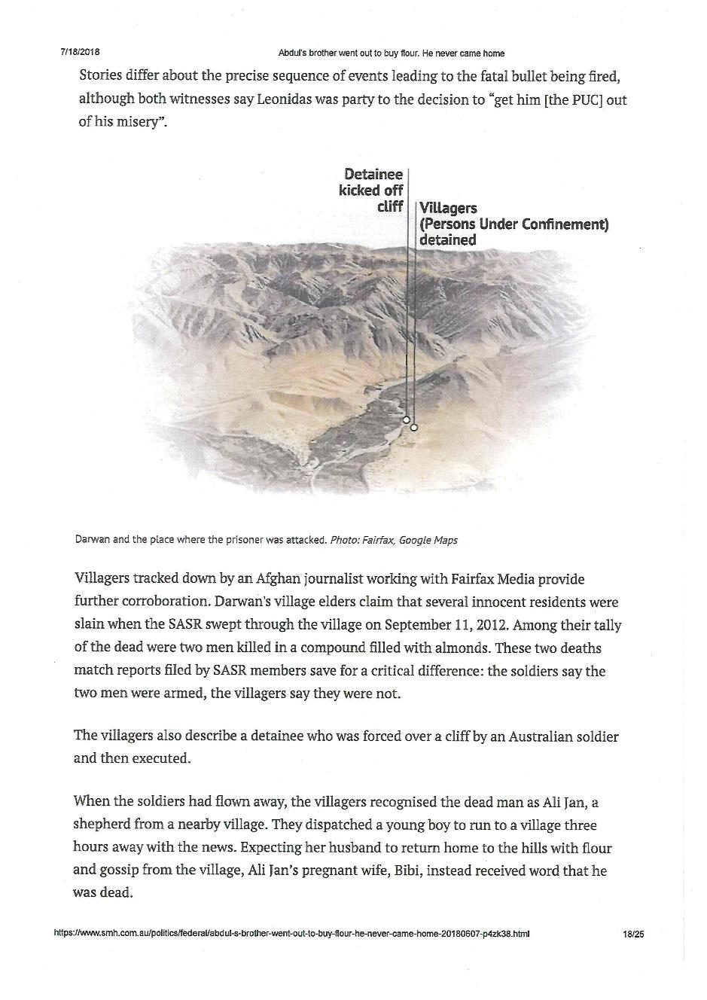 7/18/2018 Abdul's brother went out to buy flour. He never came home
Stories differ about the precise sequence of events leading to the fatal bullet being fired,
although both witnesses say Leonidas was party to the decision to “get him [the PUC] out
of his misery”.
Detainee
kicked off
cliff
Villagers
(Persons Under Confinement)
detained
Darwan and the place where the prisoner was attacked. Photo: Fairfax, Google Maps
Villagers tracked down by an Afghan journalist working with Fairfax Media provide
further corroboration. Darwan's village elders claim that several innocent residents were
slain when the SASR swept through the village on September 11, 2012. Among their tally
of the dead were two men killed in a compound filled with almonds. These two deaths
match reports filed by SASR members save for a critical difference: the soldiers say the
two men were armed, the villagers say they were not.
The villagers also describe a detainee who was forced over a cliff by an Australian soldier
and then executed.
When the soldiers had flown away, the villagers recognised the dead man as Ali Jan, a
shepherd from a nearby village. They dispatched a young boy to run to a village three
hours away with the news. Expecting her husband to return home to the hills with flour
and gossip from the village, Ali Jan’s pregnant wife, Bibi, instead received word that he
was dead.
https://www.smh.com.au/politics/federal/abdul-s-brother-went-out-to-buy-flour-he-never-came-home-20180607-p4zk38.html 18/25